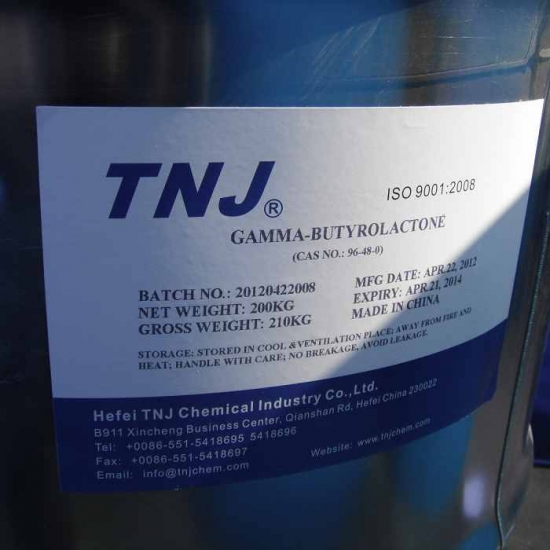 TNJ®
ISO 9001:2008
GAMMA-BUTYROLACTONE
(CAS NO.: 96-48-0)
BATCH NO.: 20120422008
NET WEIGHT: 200KG
GROSS WEIGHT: 210KG
MFG DATE: APR.22, 2012
EXPIRY: APR.21, 2014
MADE IN CHINA
STORAGE: STORED IN COOL &VENTILATION PLACE; AWAY FROM FIRE AND
HEAT; HANDLE WITH CARE; NO BREAKAGE, AVOID LEAKAGE.
Hefei TNJ Chemical Industry Co.,Ltd.
B911 Xincheng Business Center, Qianshan Rd, Hefei China 230022
Tel: +0086-551-5418695 5418696
Fax: +0086-551-5418697
Email: info@tnjchem.com
Website: www.tnjchem.com